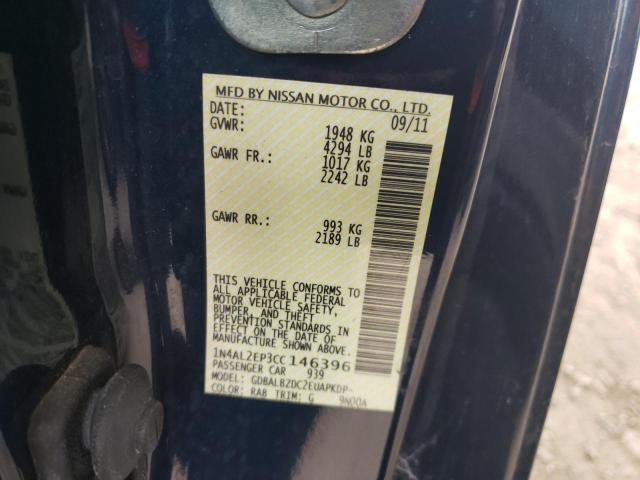 MFD BY NISSAN MOTOR CO., LTD.
DATE: 09/11
GVWR: 1948 KG
4294 LB
GAWR FR.: 1017 KG
2242 LB
GAWR RR.: 993 KG
2189 LB
THIS VEHICLE CONFORMS TO
ALL APPLICABLE FEDERAL
MOTOR VEHICLE SAFETY,
BUMPER, AND THEFT
PREVENTION STANDARDS IN
EFFECT ON THE DATE OF
MANUFACTURE SHOWN ABOVE.
1N4AL2EP3CC146396
PASSENGER CAR 939
MODEL: GDBALBZDC2EUAPKDP-
COLOR: RAB TRIM: G 9N00A